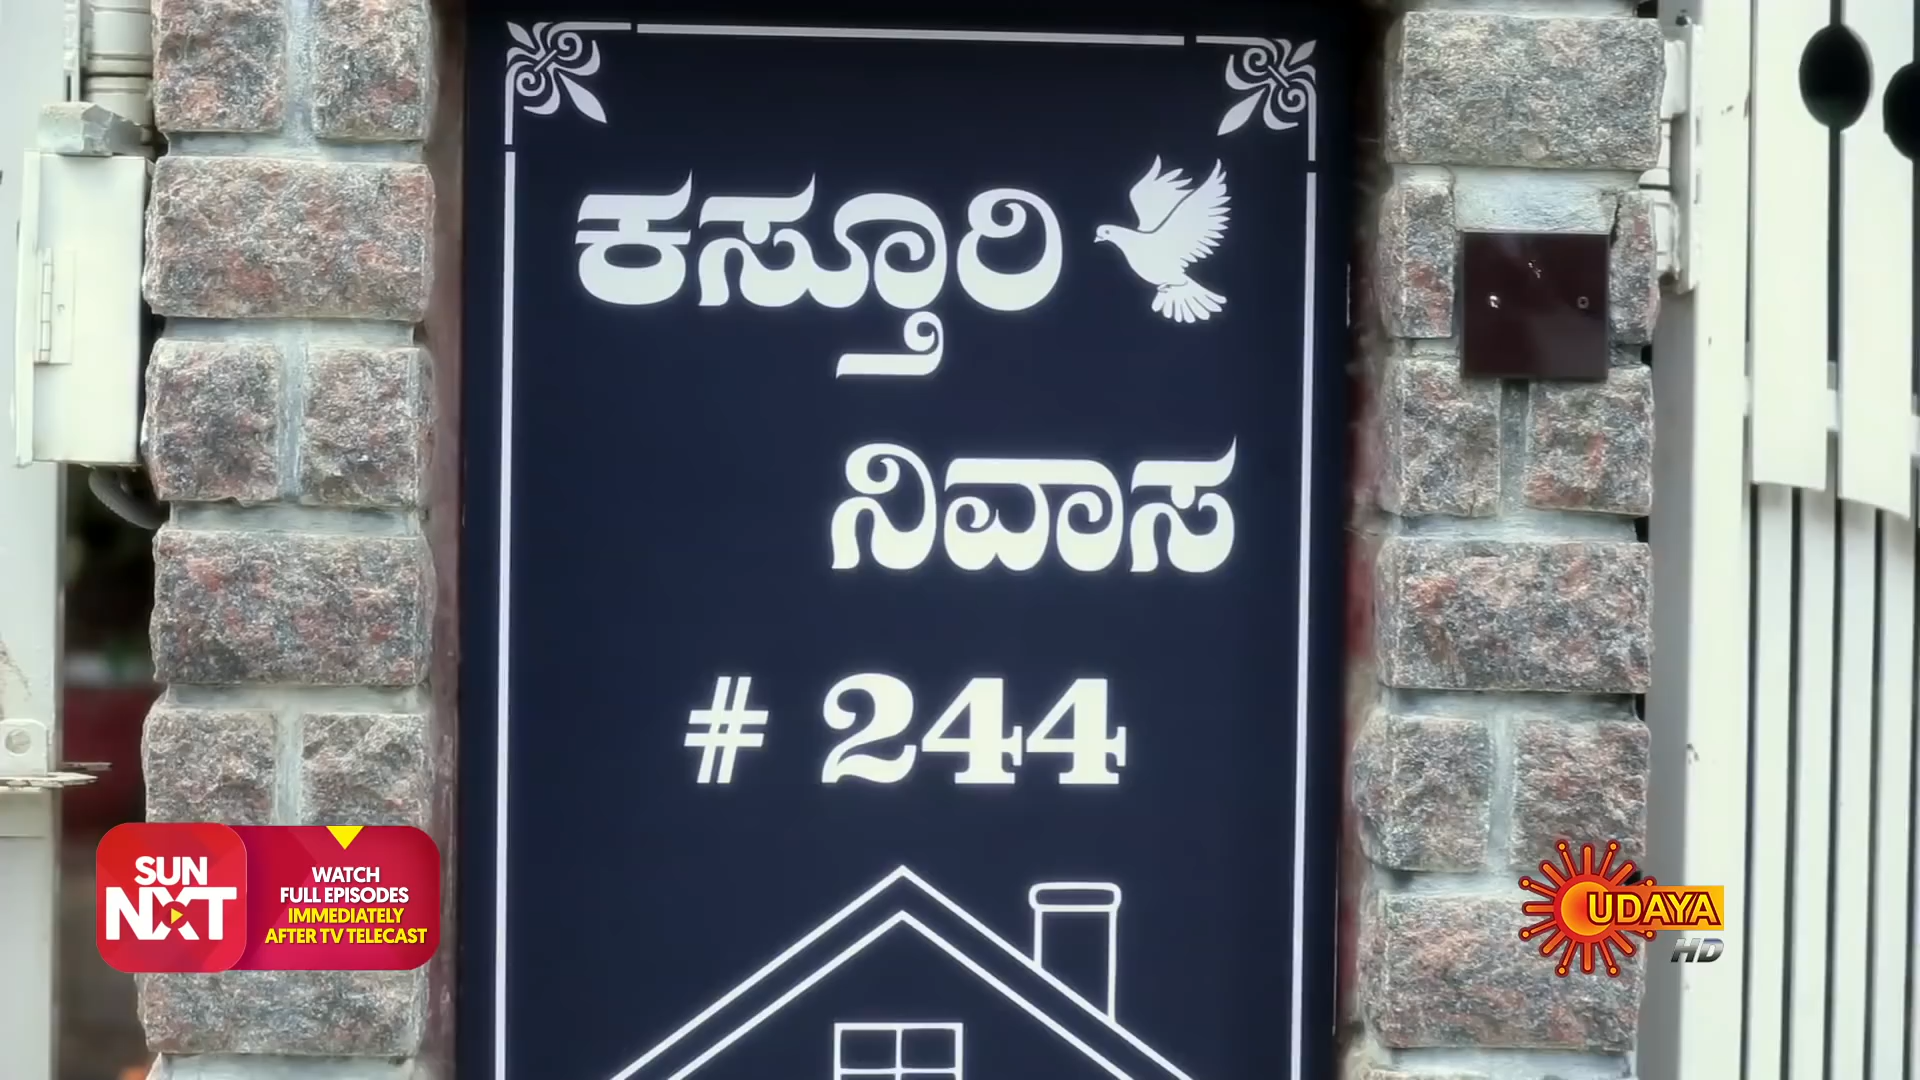 ಕಸ್ತೂರಿ
ನಿವಾಸ
# 244
SUN
NXT
WATCH
FULL EPISODES
IMMEDIATELY
AFTER TV TELECAST
UDAYA
HD